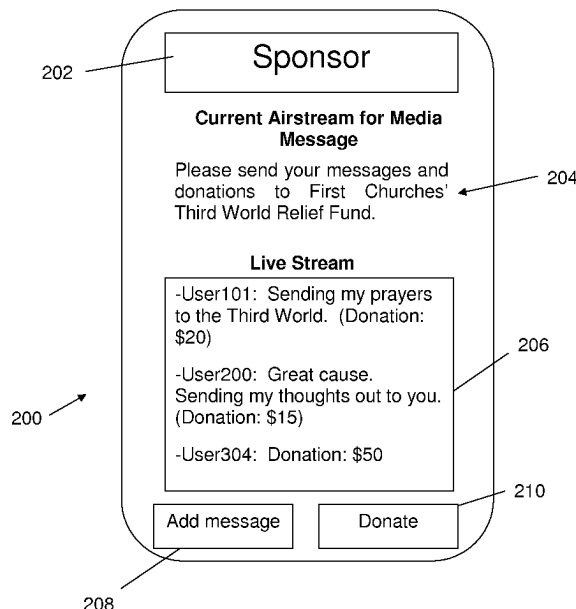 Sponsor
202
Current Airstream for Media
Message
Please send your messages and
donations to First Churches'
Third World Relief Fund.
204
Live Stream
-User101: Sending my prayers
to the Third World. (Donation:
$20)
-User200: Great cause.
Sending my thoughts out to you.
(Donation: $15)
-User304: Donation: $50
206
200
210
Add message
Donate
208